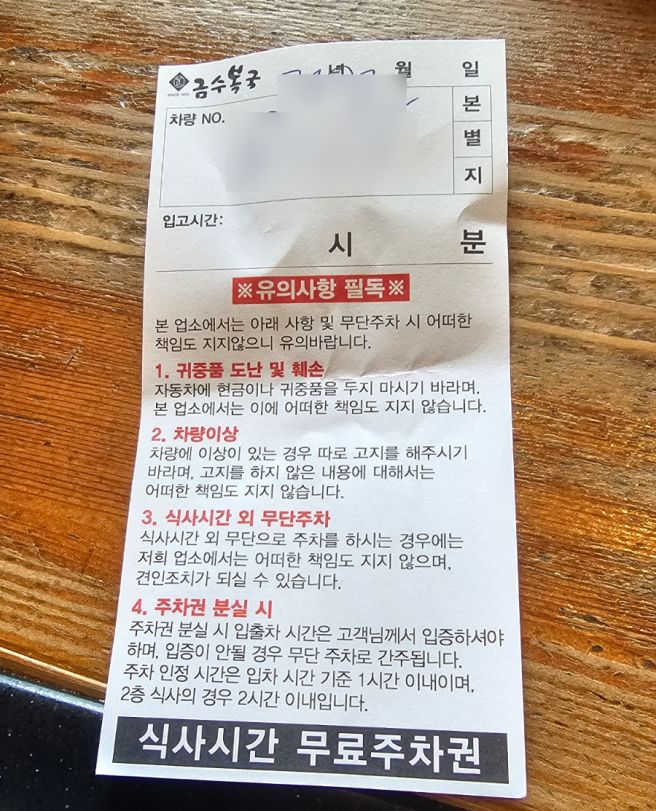 금수복국 년 월 일
차량 NO.
본
별
지
입고시간:
시 분
※유의사항 필독※
본 업소에서는 아래 사항 및 무단주차 시 어떠한
책임도 지지않으니 유의바랍니다.
1. 귀중품 도난 및 훼손
자동차에 현금이나 귀중품을 두지 마시기 바라며,
본 업소에서는 이에 어떠한 책임도 지지 않습니다.
2. 차량이상
차량에 이상이 있는 경우 따로 고지를 해주시기
바라며, 고지를 하지 않은 내용에 대해서는
어떠한 책임도 지지 않습니다.
3. 식사시간 외 무단주차
식사시간 외 무단으로 주차를 하시는 경우에는
저희 업소에서는 어떠한 책임도 지지 않으며,
견인조치가 되실 수 있습니다.
4. 주차권 분실 시
주차권 분실 시 입출차 시간은 고객님께서 입증하셔야
하며, 입증이 안될 경우 무단 주차로 간주됩니다.
주차 인정 시간은 입차 시간 기준 1시간 이내이며,
2층 식사의 경우 2시간 이내입니다.
식사시간 무료주차권